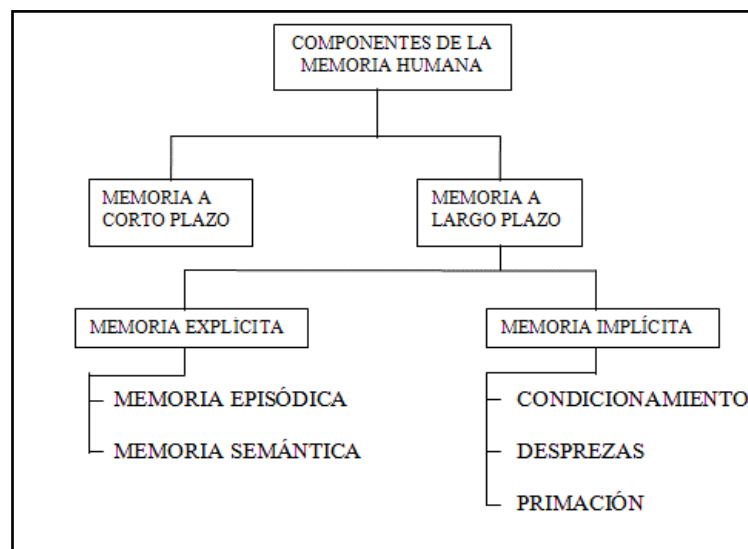 COMPONENTES DE LA
MEMORIA HUMANA
MEMORIA A
CORTO PLAZO
MEMORIA A
LARGO PLAZO
MEMORIA EXPLÍCITA
MEMORIA IMPLÍCITA
MEMORIA EPISÓDICA
MEMORIA SEMÁNTICA
CONDICIONAMIENTO
DESPREZAS
PRIMACIÓN